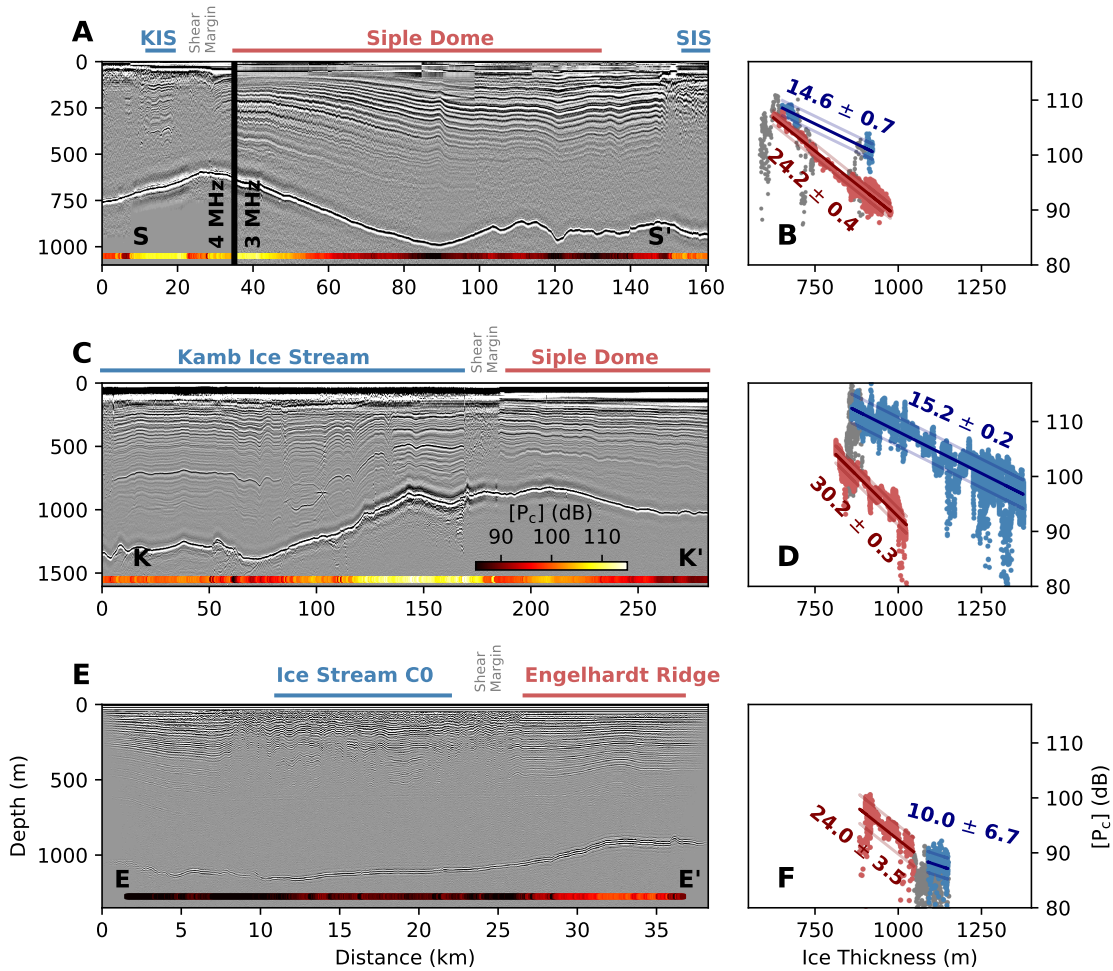 A
KIS
Shear
Margin
Siple Dome
SIS
0
250
500
750
1000
S
4 MHz
3 MHz
S'
0 20 40 60 80 100 120 140 160
14.6 ± 0.7
24.2 ± 0.4
B
110
100
90
80
750 1000 1250
C
Kamb Ice Stream
Shear
Margin
Siple Dome
0
500
1000
1500
[Pc] (dB)
90 100 110
K
K'
0 50 100 150 200 250
15.2 ± 0.2
30.2 ± 0.3
D
110
100
90
80
750 1000 1250
E
Ice Stream C0
Shear
Margin
Engelhardt Ridge
0
500
1000
Depth (m)
E
E'
0 5 10 15 20 25 30 35
Distance (km)
10.0 ± 6.7
24.0 ± 3.5
F
110
100
90
80
[Pc] (dB)
750 1000 1250
Ice Thickness (m)